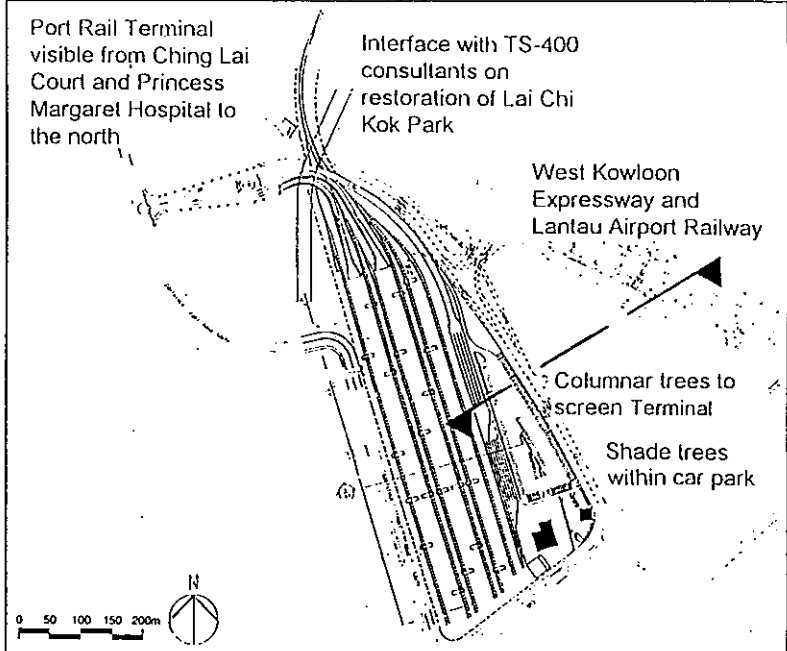 Port Rail Terminal
visible from Ching Lai
Court and Princess
Margaret Hospital to
the north
Interface with TS-400
consultants on
restoration of Lai Chi
Kok Park
West Kowloon
Expressway and
Lantau Airport Railway
Columnar trees to
screen Terminal
Shade trees
within car park
N
0 50 100 150 200m